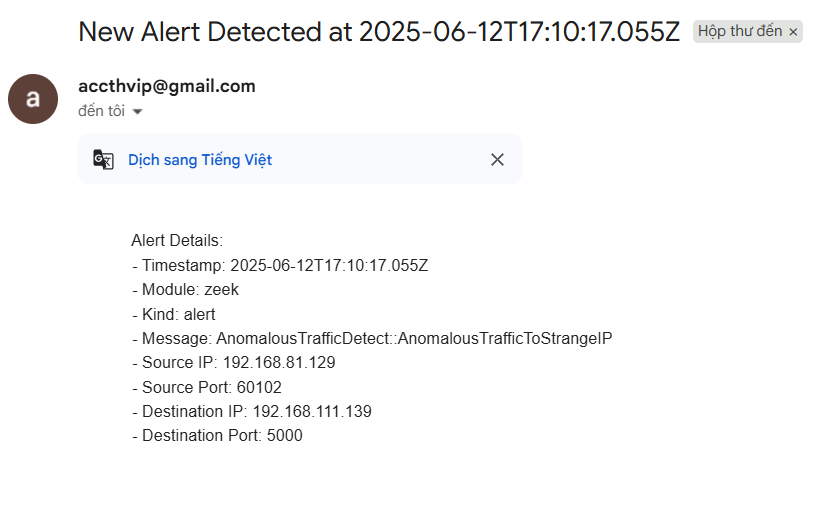 New Alert Detected at 2025-06-12T17:10:17.055Z Hộp thư đến ×
a
accthvip@gmail.com
đến tôi
Dịch sang Tiếng Việt
Alert Details:
- Timestamp: 2025-06-12T17:10:17.055Z
- Module: zeek
- Kind: alert
- Message: AnomalousTrafficDetect::AnomalousTrafficToStrangeIP
- Source IP: 192.168.81.129
- Source Port: 60102
- Destination IP: 192.168.111.139
- Destination Port: 5000